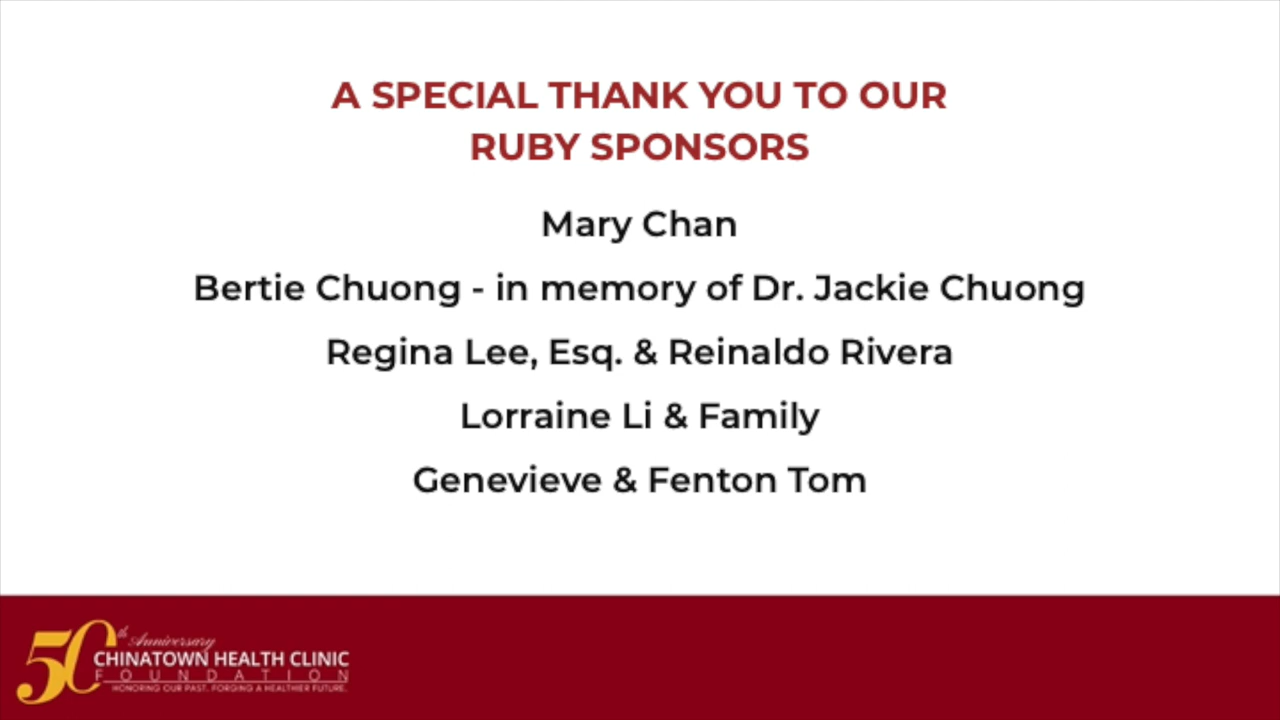 A SPECIAL THANK YOU TO OUR
RUBY SPONSORS
Mary Chan
Bertie Chuong - in memory of Dr. Jackie Chuong
Regina Lee, Esq. & Reinaldo Rivera
Lorraine Li & Family
Genevieve & Fenton Tom
50th Anniversary
CHINATOWN HEALTH CLINIC
FOUNDATION
HONORING OUR PAST. FORGING A HEALTHIER FUTURE.